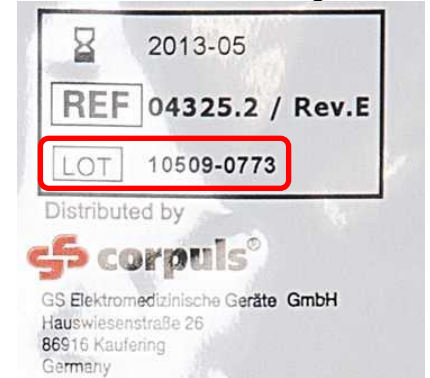 2013-05
REF 04325.2 / Rev.E
LOT 10509-0773
Distributed by
GS corpuls®
GS Elektromedizinische Geräte GmbH
Hauswiesenstraße 26
86916 Kaufering
Germany